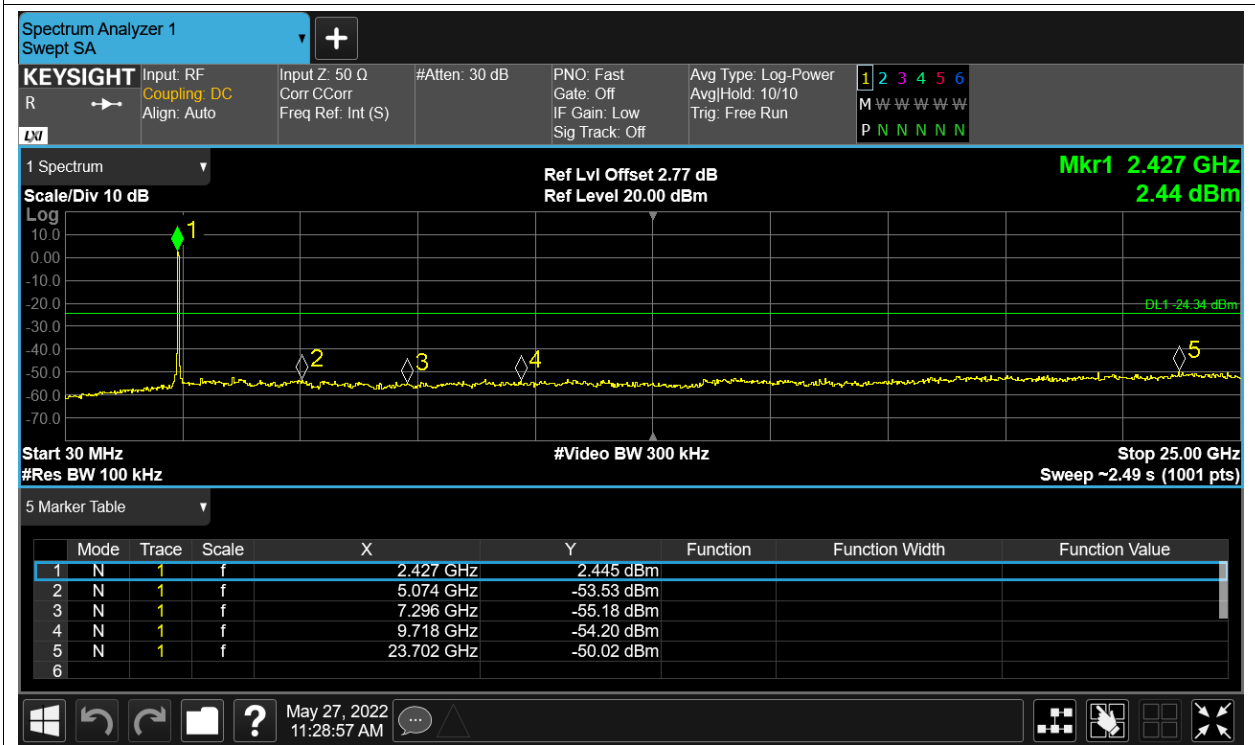 Spectrum Analyzer 1
Swept SA
+
KEYSIGHT Input: RF Input Z: 50 Ω #Atten: 30 dB PNO: Fast Avg Type: Log-Power 1 2 3 4 5 6
R Coupling: DC Corr CCorr Gate: Off Avg|Hold: 10/10 M W W W W W
Align: Auto Freq Ref: Int (S) IF Gain: Low Trig: Free Run
LXI Sig Track: Off P N N N N N
1 Spectrum Ref Lvl Offset 2.77 dB Mkr1 2.427 GHz
Scale/Div 10 dB Ref Level 20.00 dBm 2.44 dBm
Log
1
10.0
0.00
-10.0
-20.0
DL1 -24.34 dBm
-30.0
-40.0
2 3 4 5
-50.0
-60.0
-70.0
Start 30 MHz #Video BW 300 kHz Stop 25.00 GHz
#Res BW 100 kHz Sweep ~2.49 s (1001 pts)
5 Marker Table
Mode Trace Scale X Y Function Function Width Function Value
1 N 1 f 2.427 GHz 2.445 dBm
2 N 1 f 5.074 GHz -53.53 dBm
3 N 1 f 7.296 GHz -55.18 dBm
4 N 1 f 9.718 GHz -54.20 dBm
5 N 1 f 23.702 GHz -50.02 dBm
6
? May 27, 2022
11:28:57 AM